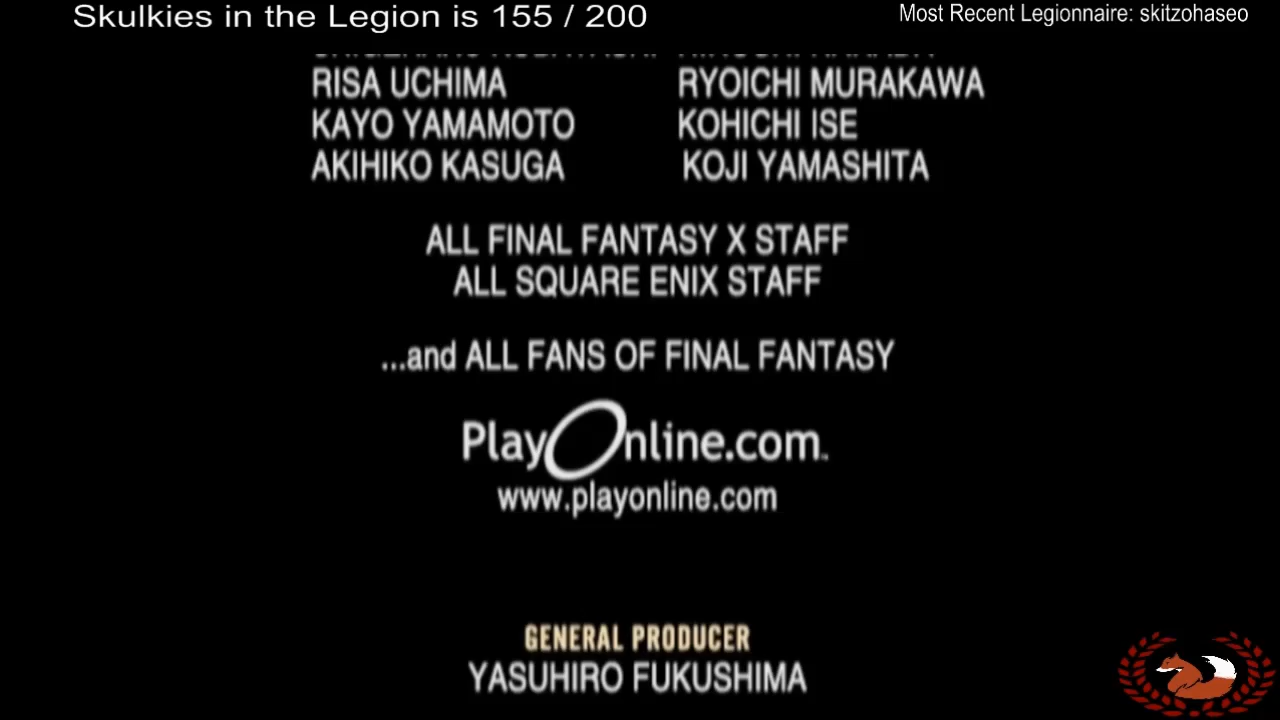 Skulkies in the Legion is 155 / 200
Most Recent Legionnaire: skitzohaseo
RISA UCHIMA
RYOICHI MURAKAWA
KAYO YAMAMOTO
KOHICHI ISE
AKIHIKO KASUGA
KOJI YAMASHITA
ALL FINAL FANTASY X STAFF
ALL SQUARE ENIX STAFF
...and ALL FANS OF FINAL FANTASY
PlayOnline.com™
www.playonline.com
GENERAL PRODUCER
YASUHIRO FUKUSHIMA